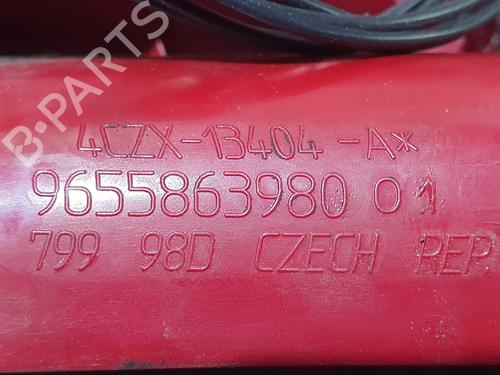 B-PARTS
4CZX-13404-A*
9655863980 01
799 98D CZECH REP.